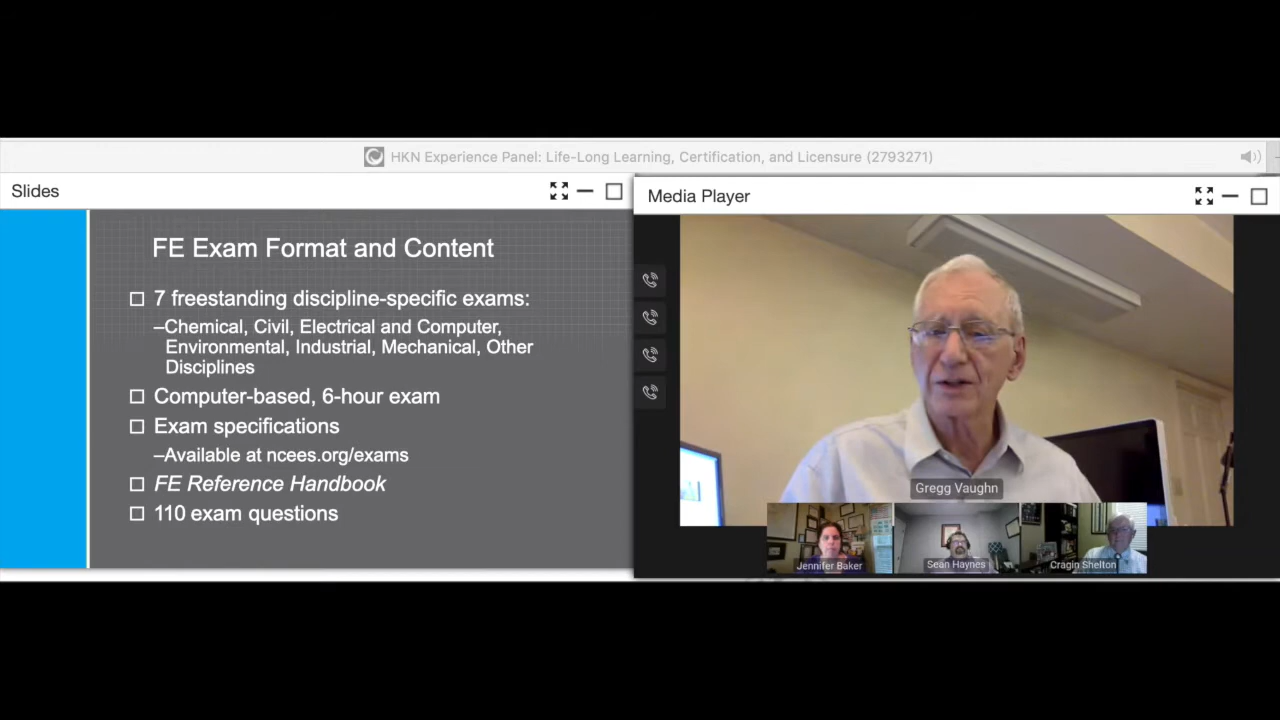 HKN Experience Panel: Life-Long Learning, Certification, and Licensure (2793271)
Slides
FE Exam Format and Content
7 freestanding discipline-specific exams:
–Chemical, Civil, Electrical and Computer,
Environmental, Industrial, Mechanical, Other
Disciplines
Computer-based, 6-hour exam
Exam specifications
–Available at ncees.org/exams
FE Reference Handbook
110 exam questions
Media Player
Gregg Vaughn
Jennifer Baker
Sean Haynes
Cragin Shelton